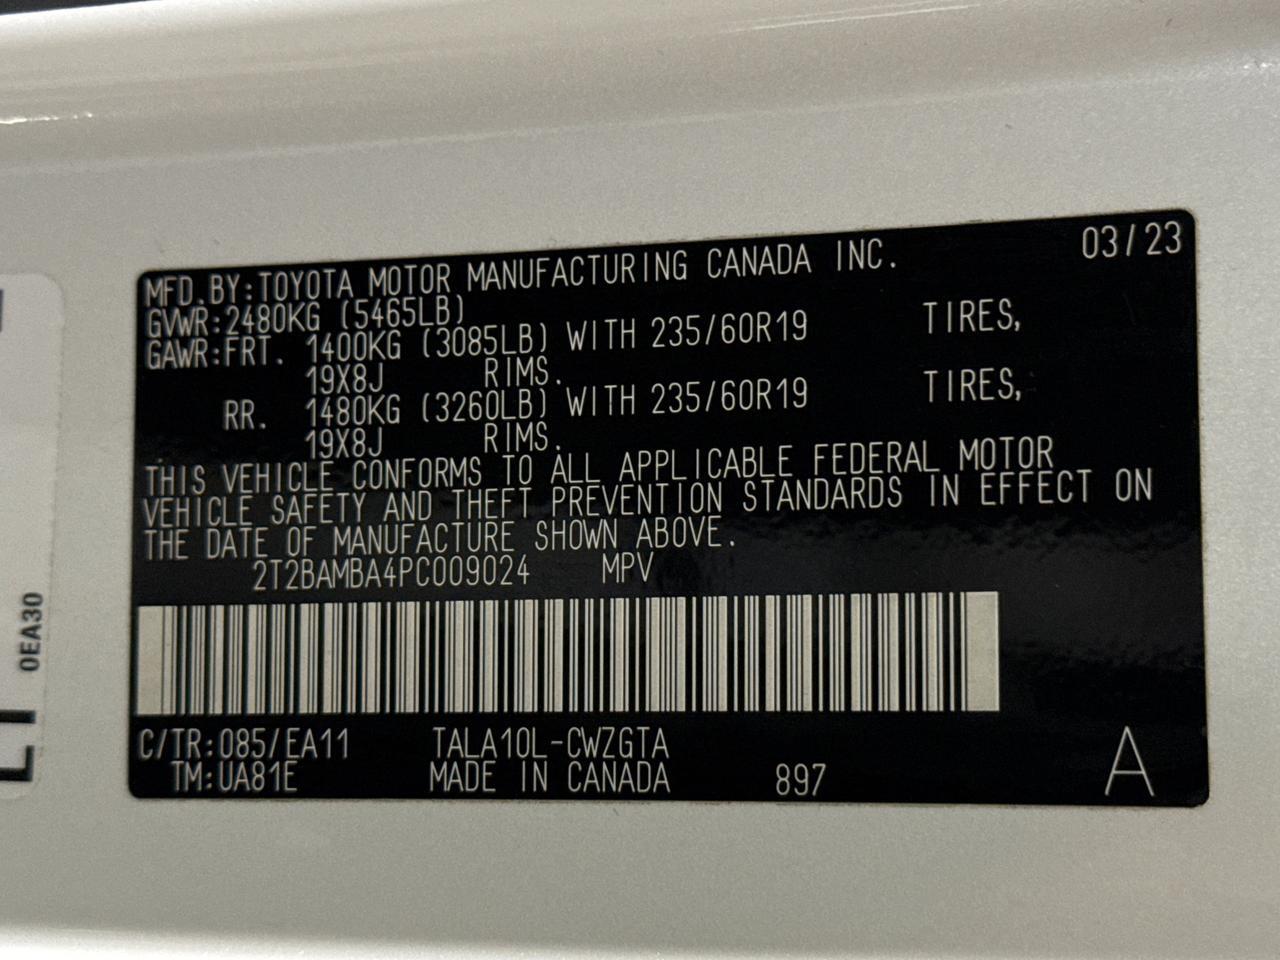 MFD.BY:TOYOTA MOTOR MANUFACTURING CANADA INC. 03/23
GVWR:2480KG (5465LB)
GAWR:FRT. 1400KG (3085LB) WITH 235/60R19 TIRES,
19X8J RIMS.
RR. 1480KG (3260LB) WITH 235/60R19 TIRES,
19X8J RIMS.
THIS VEHICLE CONFORMS TO ALL APPLICABLE FEDERAL MOTOR
VEHICLE SAFETY AND THEFT PREVENTION STANDARDS IN EFFECT ON
THE DATE OF MANUFACTURE SHOWN ABOVE.
2T2BAMBA4PC009024 MPV
C/TR:085/EA11 TALA10L-CWZGTA
TM:UA81E MADE IN CANADA 897 A
0EA30